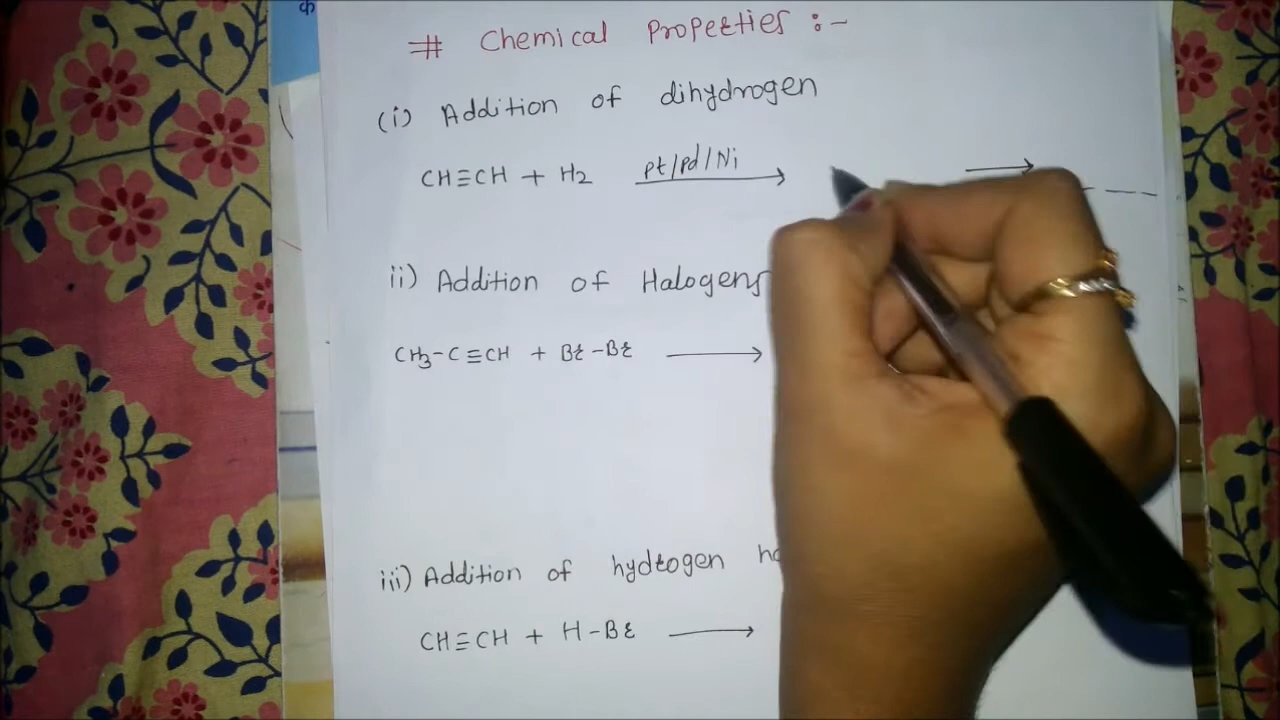 क
# Chemical Properties :-
(i) Addition of dihydrogen
CH≡CH + H2 pt/pd/Ni → →
ii) Addition of Halogens
CH3-C≡CH + Br-Br →
iii) Addition of hydrogen
CH≡CH + H-Br →